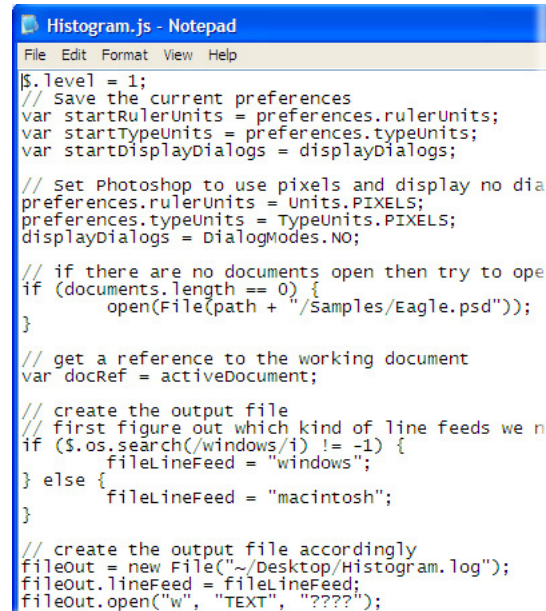 Histogram.js - Notepad
File Edit Format View Help
$.level = 1;
// Save the current preferences
var startRulerUnits = preferences.rulerUnits;
var startTypeUnits = preferences.typeUnits;
var startDisplayDialogs = displayDialogs;
// Set Photoshop to use pixels and display no dia
preferences.rulerUnits = Units.PIXELS;
preferences.typeUnits = TypeUnits.PIXELS;
displayDialogs = DialogModes.NO;
// if there are no documents open then try to ope
if (documents.length == 0) {
open(File(path + "/Samples/Eagle.psd"));
}
// get a reference to the working document
var docRef = activeDocument;
// create the output file
// first figure out which kind of line feeds we n
if ($.os.search(/windows/i) != -1) {
fileLineFeed = "windows";
} else {
fileLineFeed = "macintosh";
}
// create the output file accordingly
fileOut = new File("~/Desktop/Histogram.log");
fileOut.lineFeed = fileLineFeed;
fileOut.open("w", "TEXT", "????");